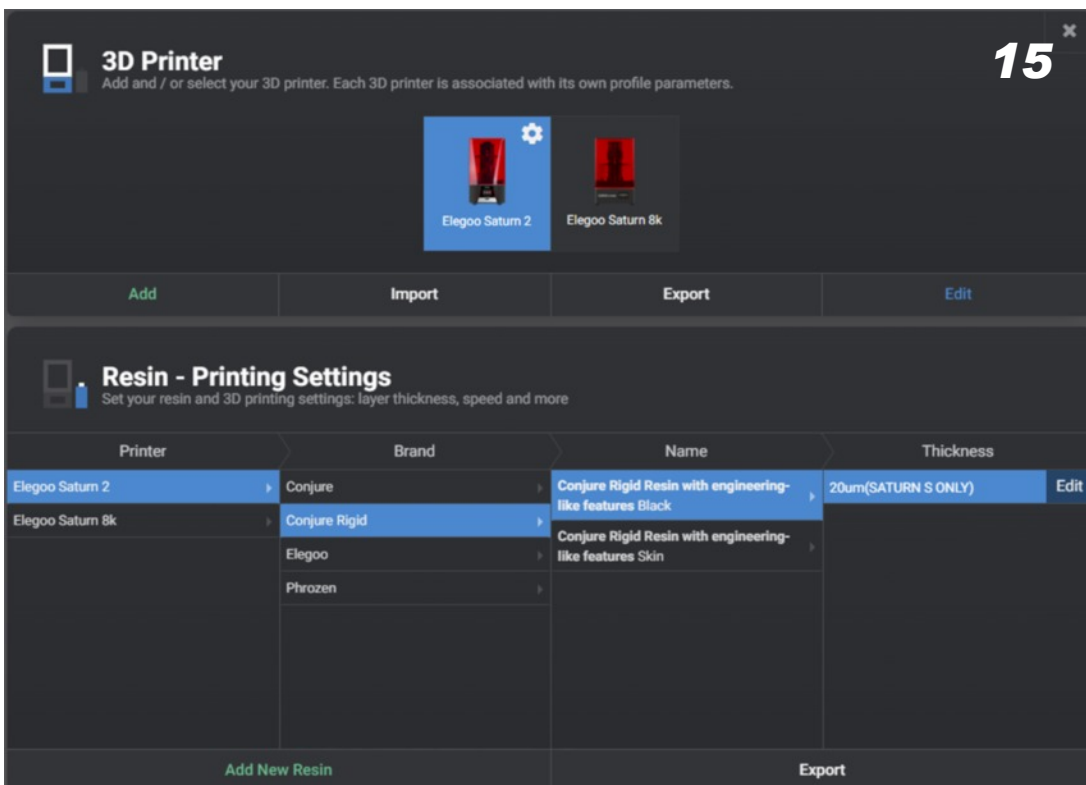 15
3D Printer
Add and / or select your 3D printer. Each 3D printer is associated with its own profile parameters.
Elegoo Saturn 2
Elegoo Saturn 8k
Add
Import
Export
Edit
Resin - Printing Settings
Set your resin and 3D printing settings: layer thickness, speed and more
Printer
Brand
Name
Thickness
Elegoo Saturn 2
Elegoo Saturn 8k
Conjure
Conjure Rigid
Elegoo
Phrozen
Conjure Rigid Resin with engineering-
like features Black
Conjure Rigid Resin with engineering-
like features Skin
20um(SATURN S ONLY)
Edit
Add New Resin
Export